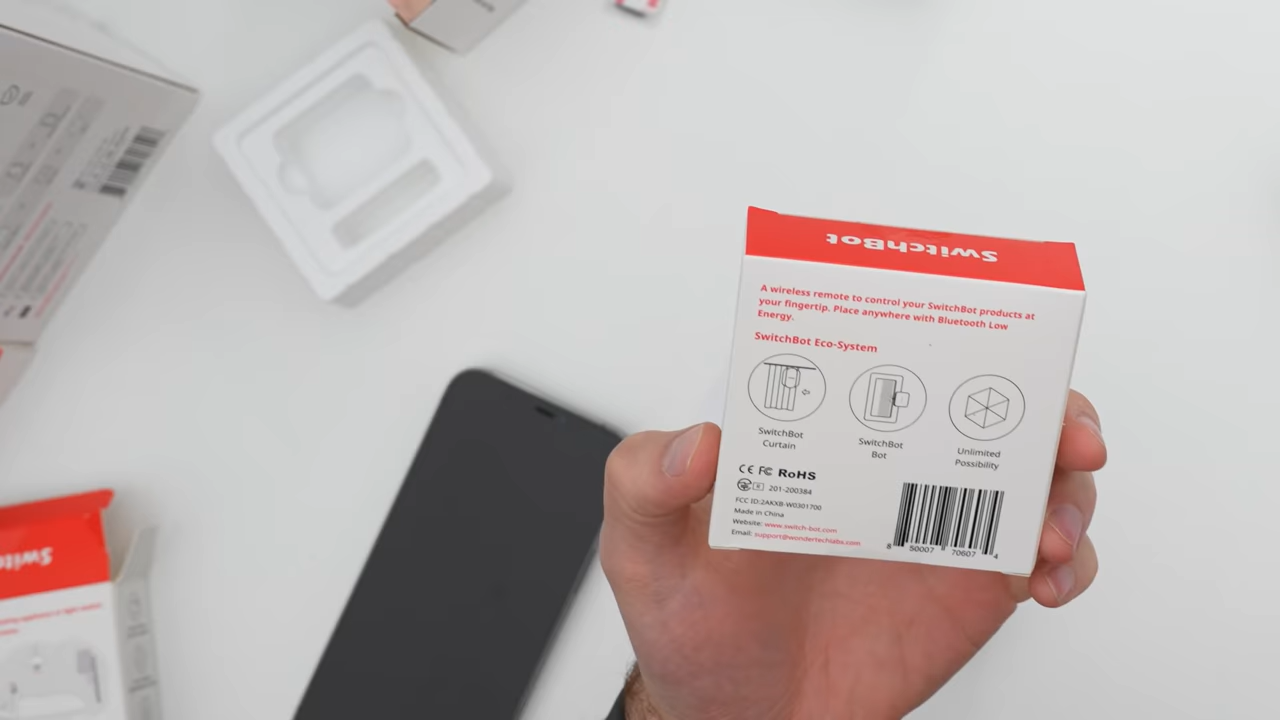 SwitchBot
A wireless remote to control your SwitchBot products at
your fingertip. Place anywhere with Bluetooth Low
Energy.
SwitchBot Eco-System
SwitchBot
Curtain
SwitchBot
Bot
Unlimited
Possibility
CE FC RoHS
R 201-200384
FCC ID:2AKXB-W0301700
Made in China
Website: www.switch-bot.com
Email: support@wondertechlabs.com
8 50007 70607 4
Switch